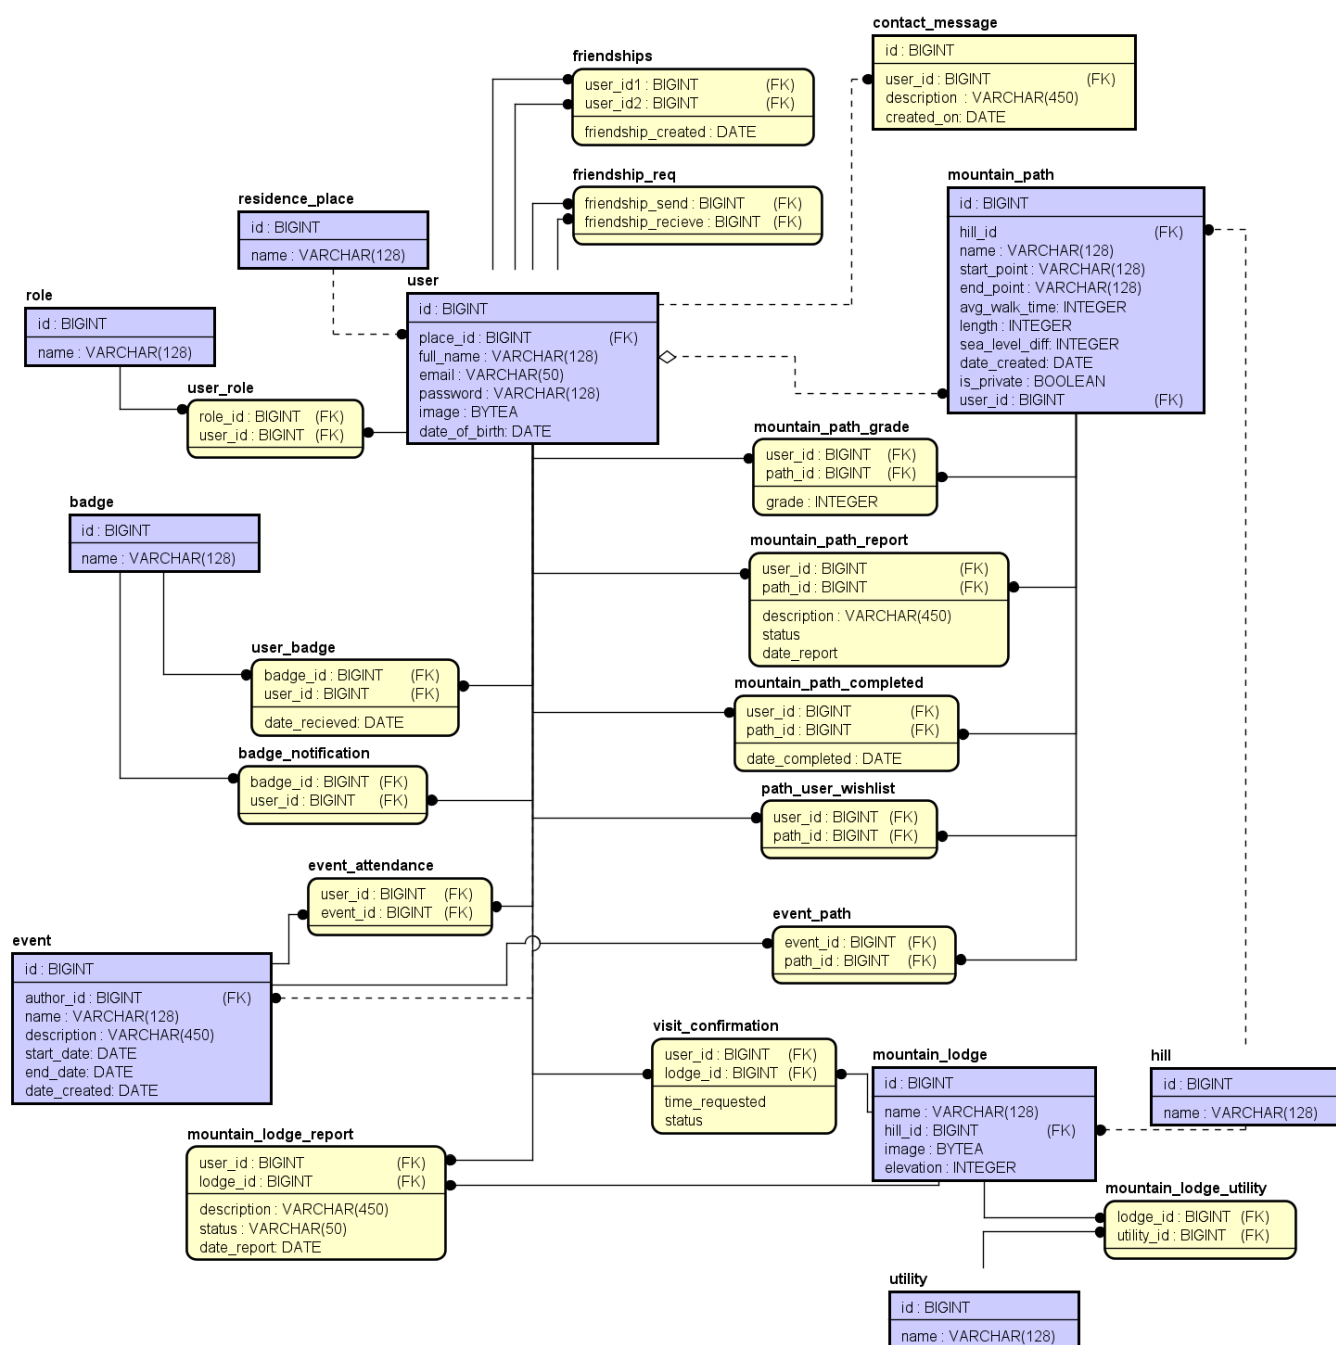 contact_message
id : BIGINT
user_id : BIGINT (FK)
description : VARCHAR(450)
created_on: DATE
friendships
user_id1 : BIGINT (FK)
user_id2 : BIGINT (FK)
friendship_created : DATE
friendship_req
friendship_send : BIGINT (FK)
friendship_recieve : BIGINT (FK)
mountain_path
id : BIGINT
hill_id (FK)
name : VARCHAR(128)
start_point : VARCHAR(128)
end_point : VARCHAR(128)
avg_walk_time: INTEGER
length : INTEGER
sea_level_diff: INTEGER
date_created: DATE
is_private : BOOLEAN
user_id : BIGINT (FK)
residence_place
id : BIGINT
name : VARCHAR(128)
user
id : BIGINT
place_id : BIGINT (FK)
full_name : VARCHAR(128)
email : VARCHAR(50)
password : VARCHAR(128)
image : BYTEA
date_of_birth: DATE
role
id : BIGINT
name : VARCHAR(128)
user_role
role_id : BIGINT (FK)
user_id : BIGINT (FK)
mountain_path_grade
user_id : BIGINT (FK)
path_id : BIGINT (FK)
grade : INTEGER
badge
id : BIGINT
name : VARCHAR(128)
mountain_path_report
user_id : BIGINT (FK)
path_id : BIGINT (FK)
description : VARCHAR(450)
status
date_report
user_badge
badge_id : BIGINT (FK)
user_id : BIGINT (FK)
date_recieved: DATE
mountain_path_completed
user_id : BIGINT (FK)
path_id : BIGINT (FK)
date_completed : DATE
badge_notification
badge_id : BIGINT (FK)
user_id : BIGINT (FK)
path_user_wishlist
user_id : BIGINT (FK)
path_id : BIGINT (FK)
event_attendance
user_id : BIGINT (FK)
event_id : BIGINT (FK)
event_path
event_id : BIGINT (FK)
path_id : BIGINT (FK)
event
id : BIGINT
author_id : BIGINT (FK)
name : VARCHAR(128)
description : VARCHAR(450)
start_date: DATE
end_date: DATE
date_created: DATE
visit_confirmation
user_id : BIGINT (FK)
lodge_id : BIGINT (FK)
time_requested
status
mountain_lodge
id : BIGINT
name : VARCHAR(128)
hill_id : BIGINT (FK)
image : BYTEA
elevation : INTEGER
hill
id : BIGINT
name : VARCHAR(128)
mountain_lodge_report
user_id : BIGINT (FK)
lodge_id : BIGINT (FK)
description : VARCHAR(450)
status : VARCHAR(50)
date_report: DATE
mountain_lodge_utility
lodge_id : BIGINT (FK)
utility_id : BIGINT (FK)
utility
id : BIGINT
name : VARCHAR(128)